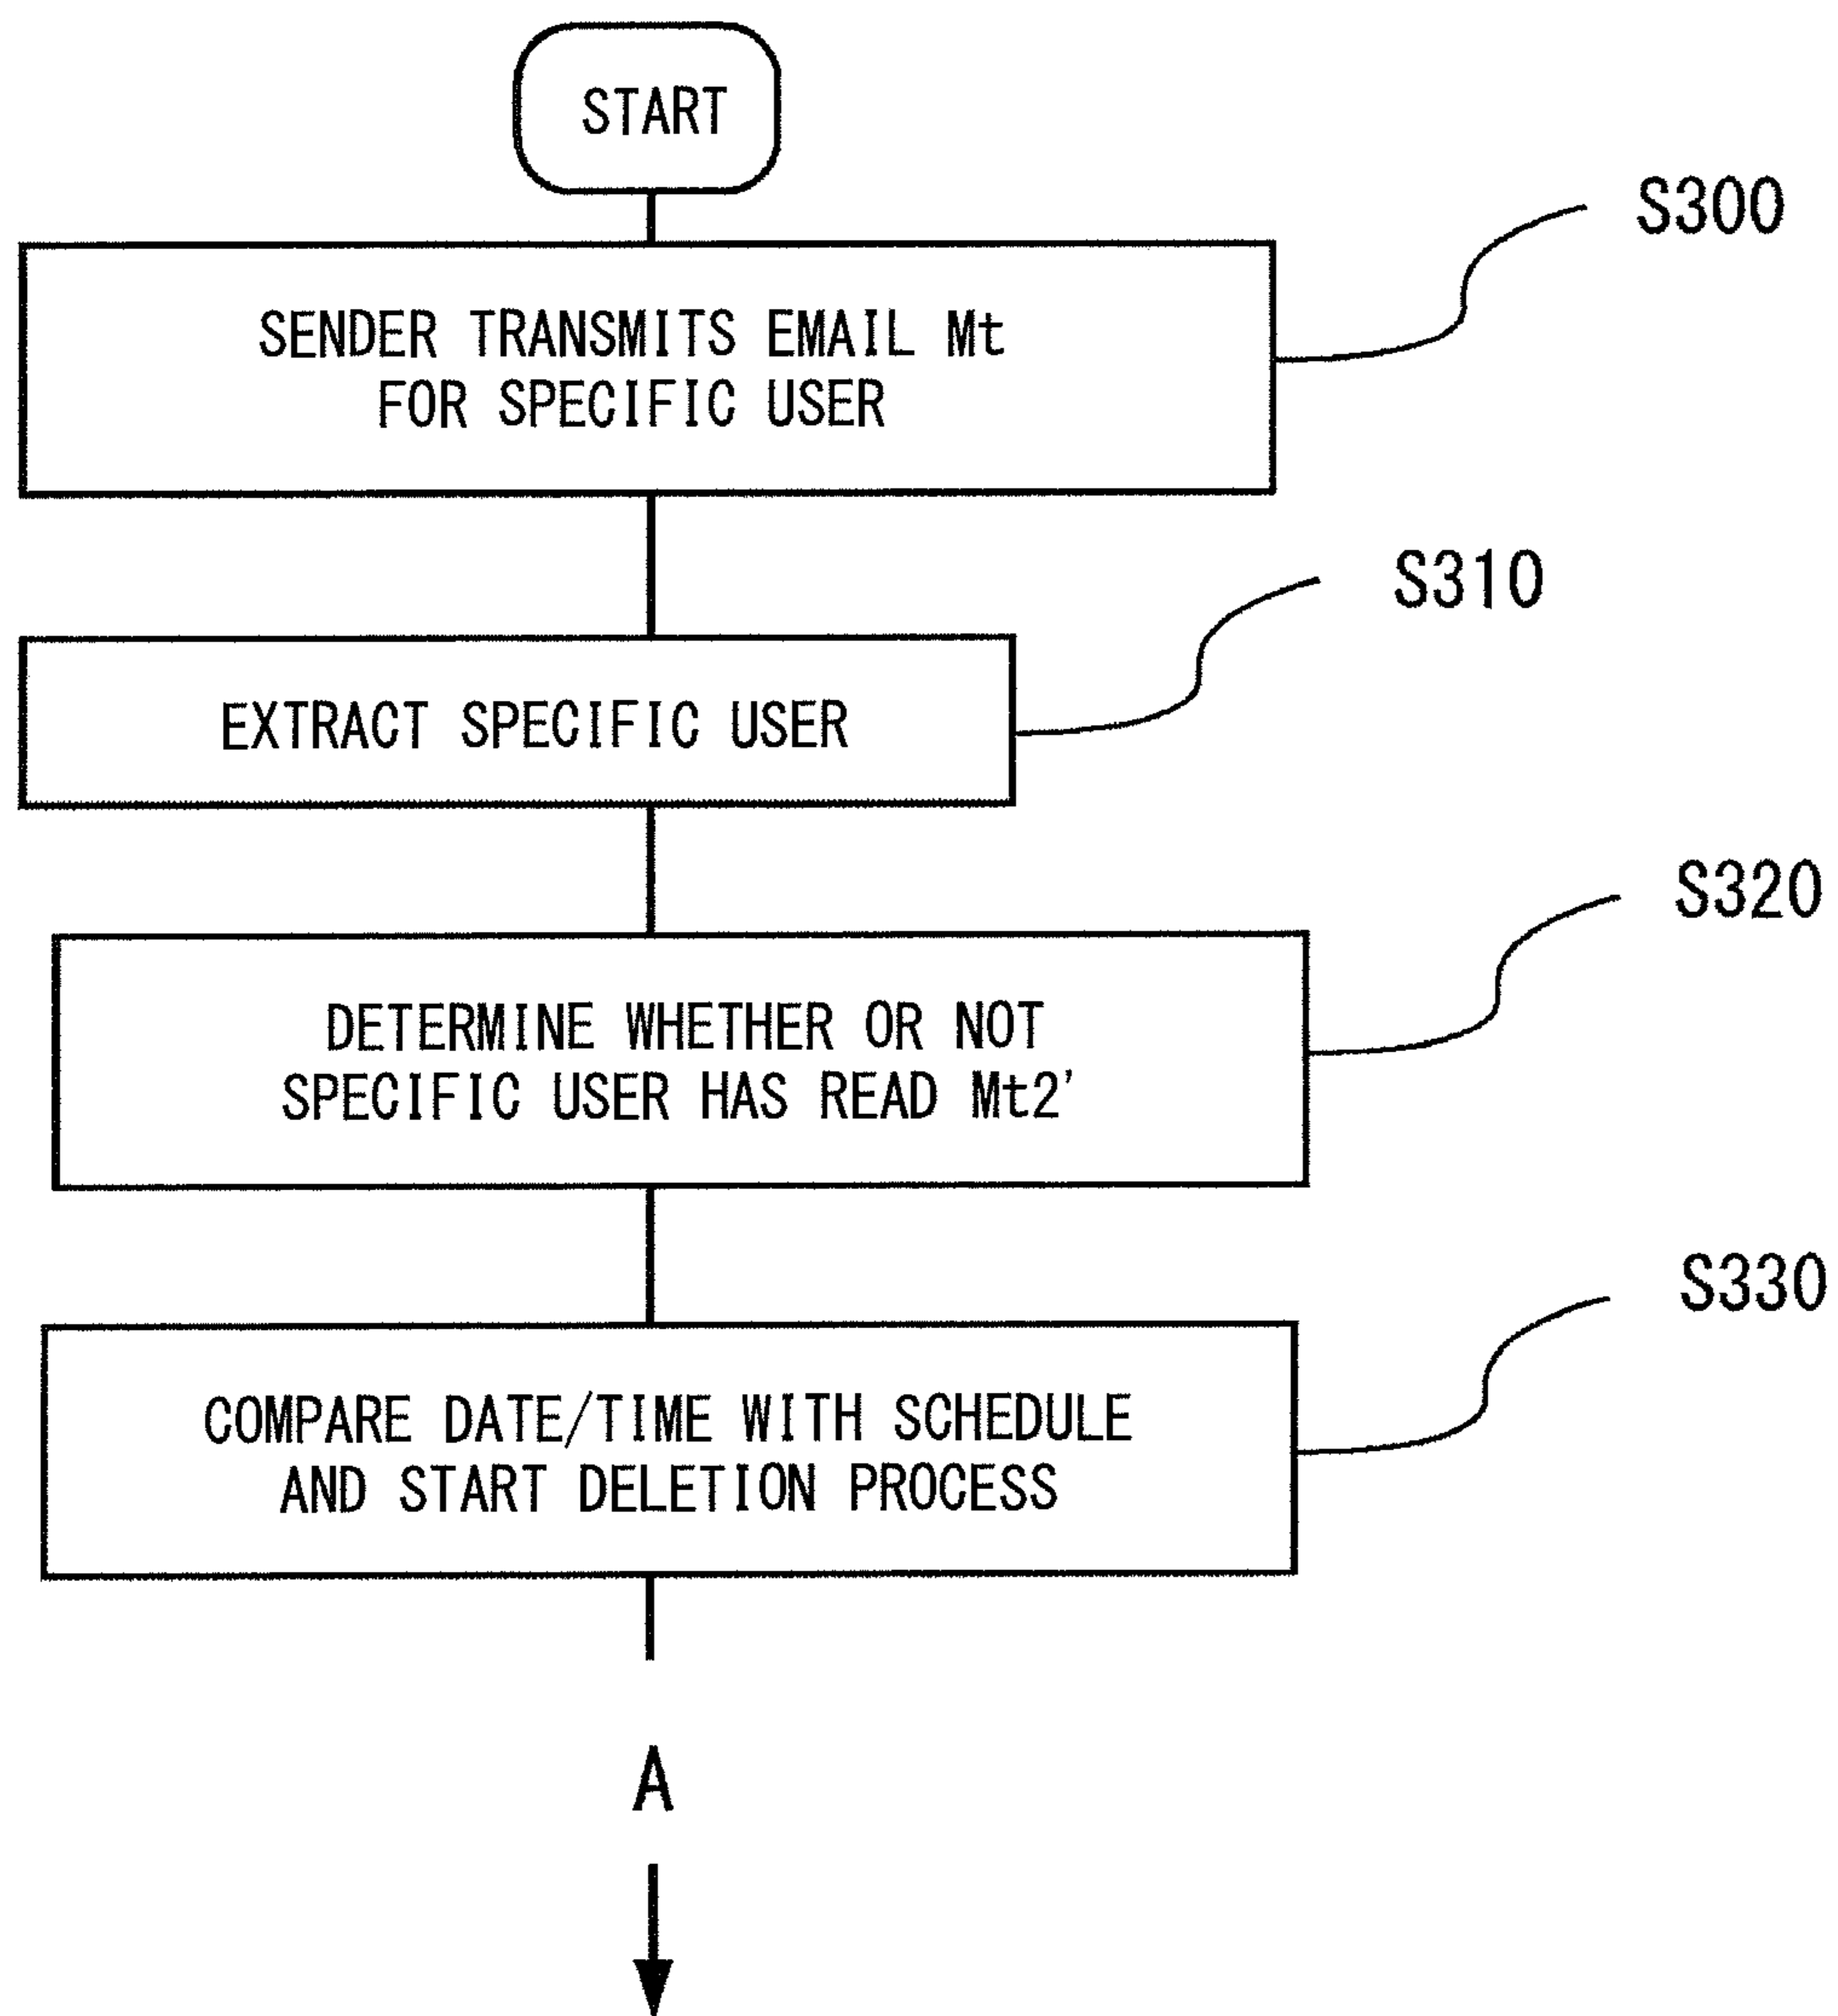 START
S300
SENDER TRANSMITS EMAIL Mt
FOR SPECIFIC USER
S310
EXTRACT SPECIFIC USER
S320
DETERMINE WHETHER OR NOT
SPECIFIC USER HAS READ Mt2'
S330
COMPARE DATE/TIME WITH SCHEDULE
AND START DELETION PROCESS
A